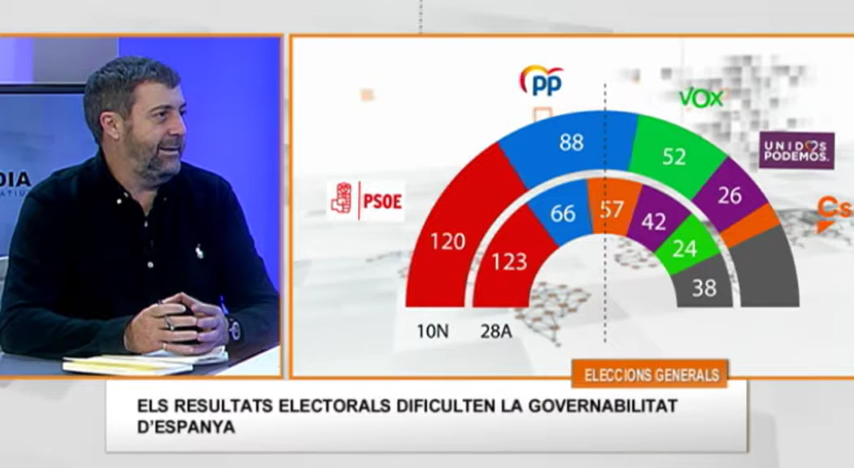 DIA
PSOE
pp
VOX
UNIDOS
PODEMOS.
Cs
120
88
52
26
123
66
57
42
24
38
10N
28A
ELECCIONS GENERALS
ELS RESULTATS ELECTORALS DIFICULTEN LA GOVERNABILITAT
D'ESPANYA